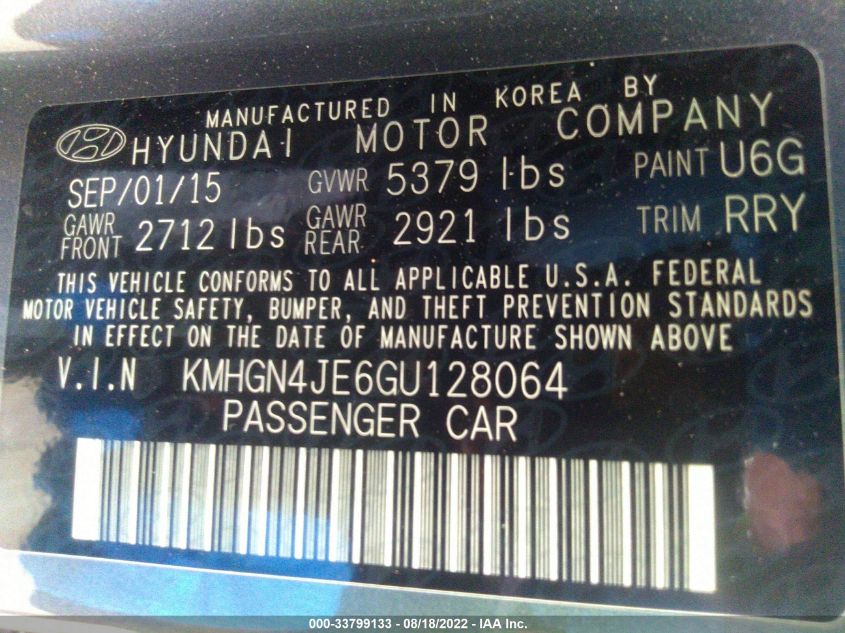 MANUFACTURED IN KOREA BY
HYUNDAI MOTOR COMPANY
SEP/01/15 GVWR 5379 lbs PAINT U6G
GAWR FRONT 2712 lbs GAWR REAR 2921 lbs TRIM RRY
THIS VEHICLE CONFORMS TO ALL APPLICABLE U.S.A. FEDERAL
MOTOR VEHICLE SAFETY, BUMPER, AND THEFT PREVENTION STANDARDS
IN EFFECT ON THE DATE OF MANUFACTURE SHOWN ABOVE
V.I.N KMHGN4JE6GU128064
PASSENGER CAR
000-33799133 - 08/18/2022 - IAA Inc.